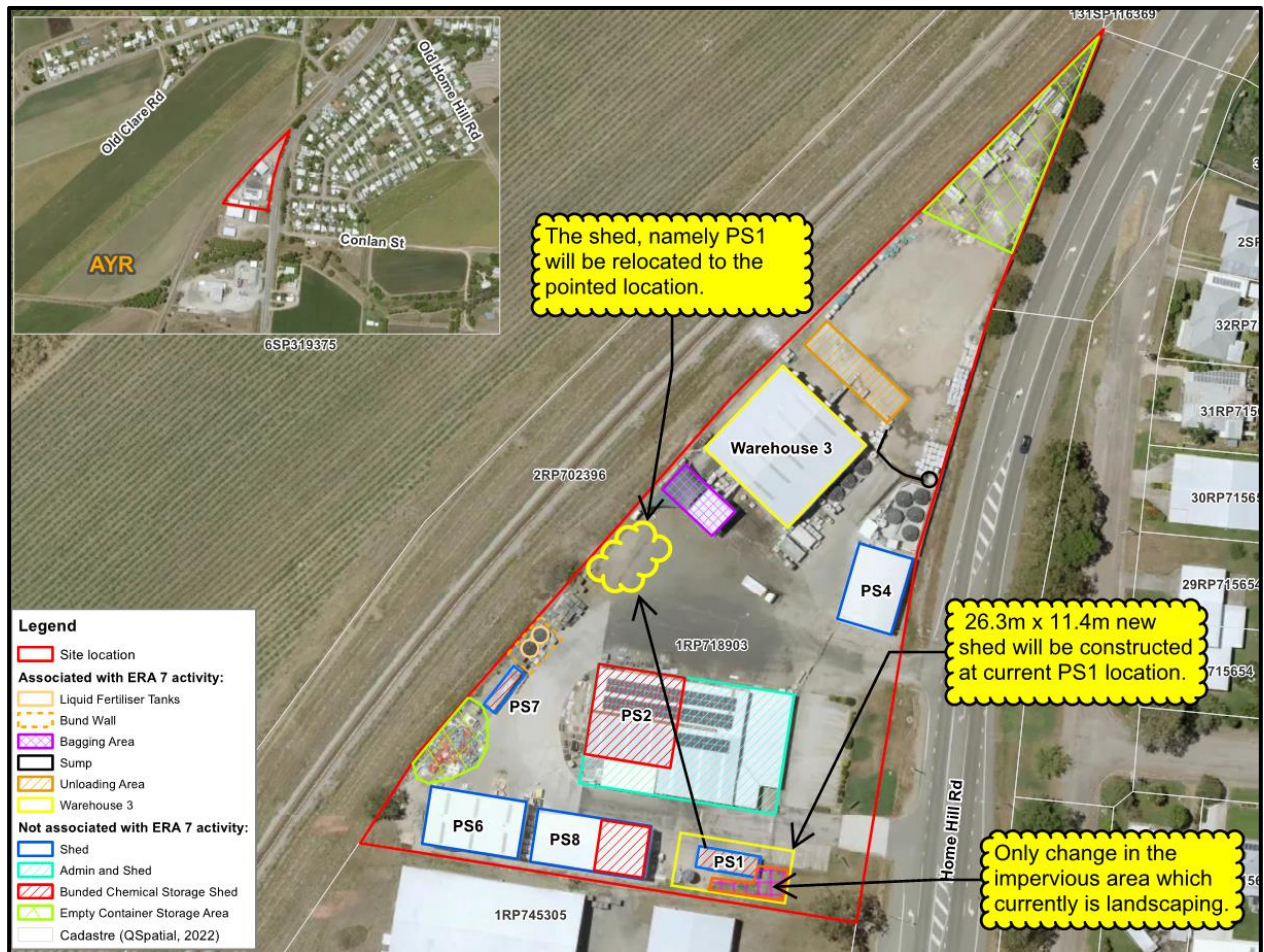 131SP116369
Old Clare Rd
Old Home Hill Rd
Conlan St
AYR
6SP319375
The shed, namely PS1
will be relocated to the
pointed location.
2SP
32RP7
31RP715
30RP71565
29RP715654
Warehouse 3
2RP702396
PS4
1RP718903
26.3m x 11.4m new
shed will be constructed
at current PS1 location.
715654
PS7
PS2
PS6
PS8
PS1
Home Hill Rd
Only change in the
impervious area which
currently is landscaping.
1RP745305
Legend
Site location
Associated with ERA 7 activity:
Liquid Fertiliser Tanks
Bund Wall
Bagging Area
Sump
Unloading Area
Warehouse 3
Not associated with ERA 7 activity:
Shed
Admin and Shed
Bunded Chemical Storage Shed
Empty Container Storage Area
Cadastre (QSpatial, 2022)